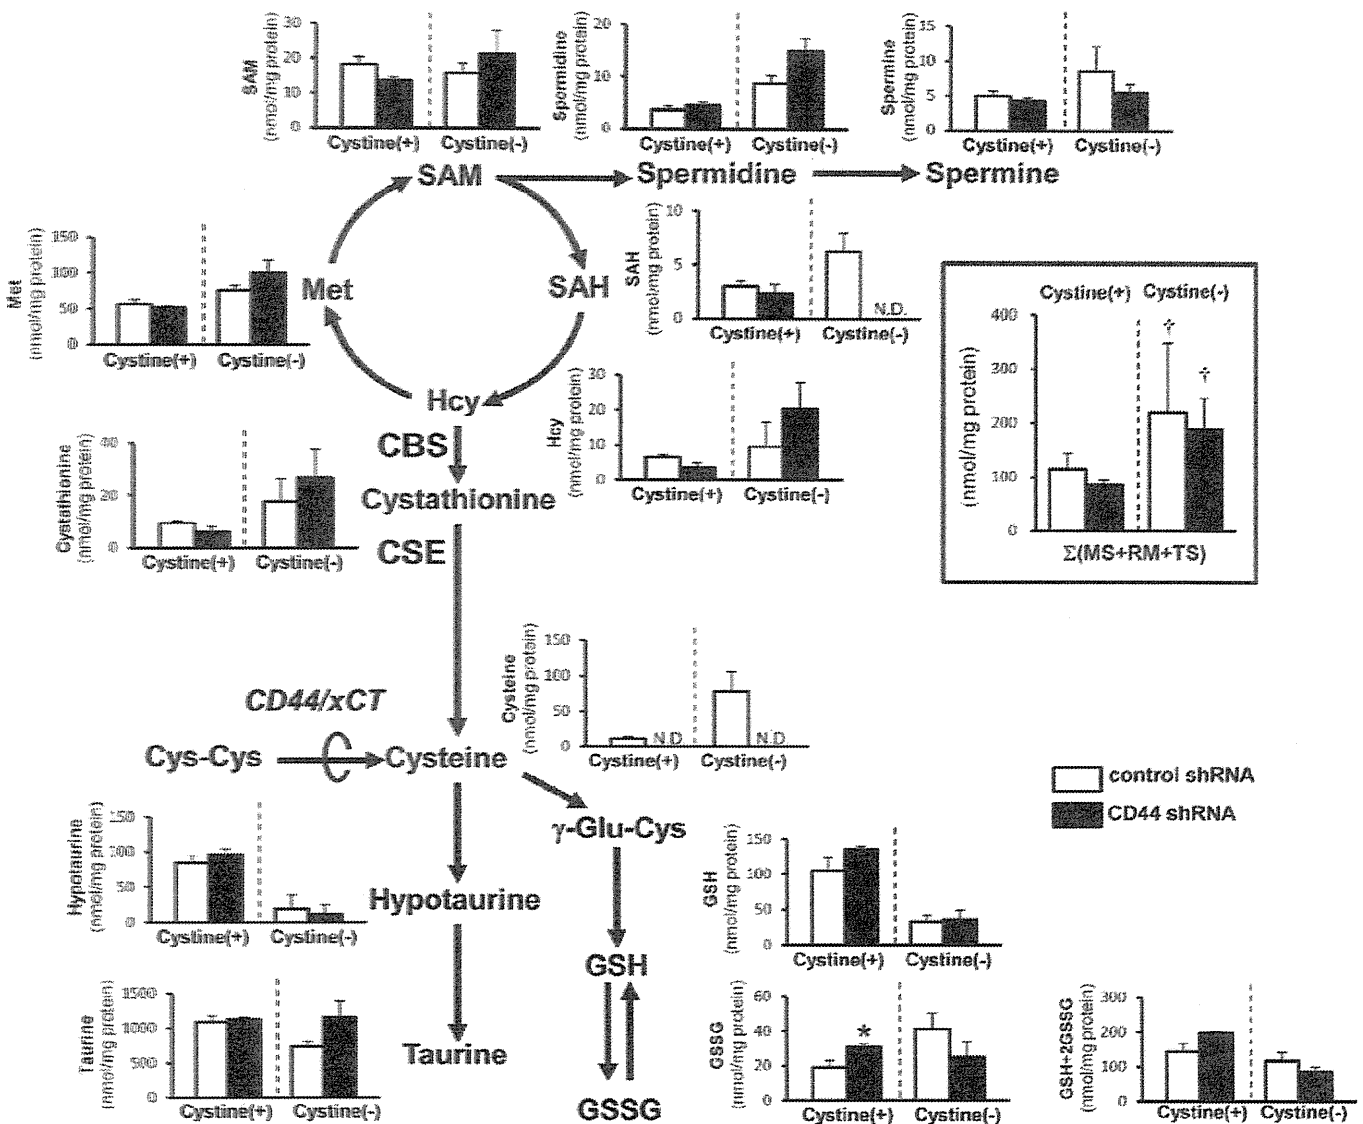 SAM
(nmol/mg protein)
30
20
10
0
Cystine(+)
Cystine(-)
Spermidine
(nmol/mg protein)
20
10
0
Cystine(+)
Cystine(-)
Spermine
(nmol/mg protein)
15
10
5
0
Cystine(+)
Cystine(-)
SAM
Spermidine
Spermine
Met
(nmol/mg protein)
150
100
50
0
Cystine(+)
Cystine(-)
Met
SAH
SAH
(nmol/mg protein)
10
5
0
N.D.
Cystine(+)
Cystine(-)
Cystine(+) Cystine(-)
(nmol/mg protein)
400
300
200
100
0
†
†
Σ(MS+RM+TS)
Hcy
Hcy
(nmol/mg protein)
30
20
10
0
Cystine(+)
Cystine(-)
CBS
Cystathionine
(nmol/mg protein)
40
20
0
Cystine(+)
Cystine(-)
Cystathionine
CSE
Cysteine
(nmol/mg protein)
150
100
50
0
N.D
N.D
Cystine(+)
Cystine(-)
CD44/xCT
Cys-Cys
Cysteine
control shRNA
CD44 shRNA
Hypotaurine
(nmol/mg protein)
150
100
50
0
Cystine(+)
Cystine(-)
γ-Glu-Cys
Hypotaurine
GSH
(nmol/mg protein)
150
100
50
0
Cystine(+)
Cystine(-)
GSH
Taurine
(nmol/mg protein)
1500
1000
500
0
Cystine(+)
Cystine(-)
Taurine
GSSG
GSSG
(nmol/mg protein)
60
40
20
0
*
Cystine(+)
Cystine(-)
GSH+2GSSG
(nmol/mg protein)
300
200
100
0
Cystine(+)
Cystine(-)